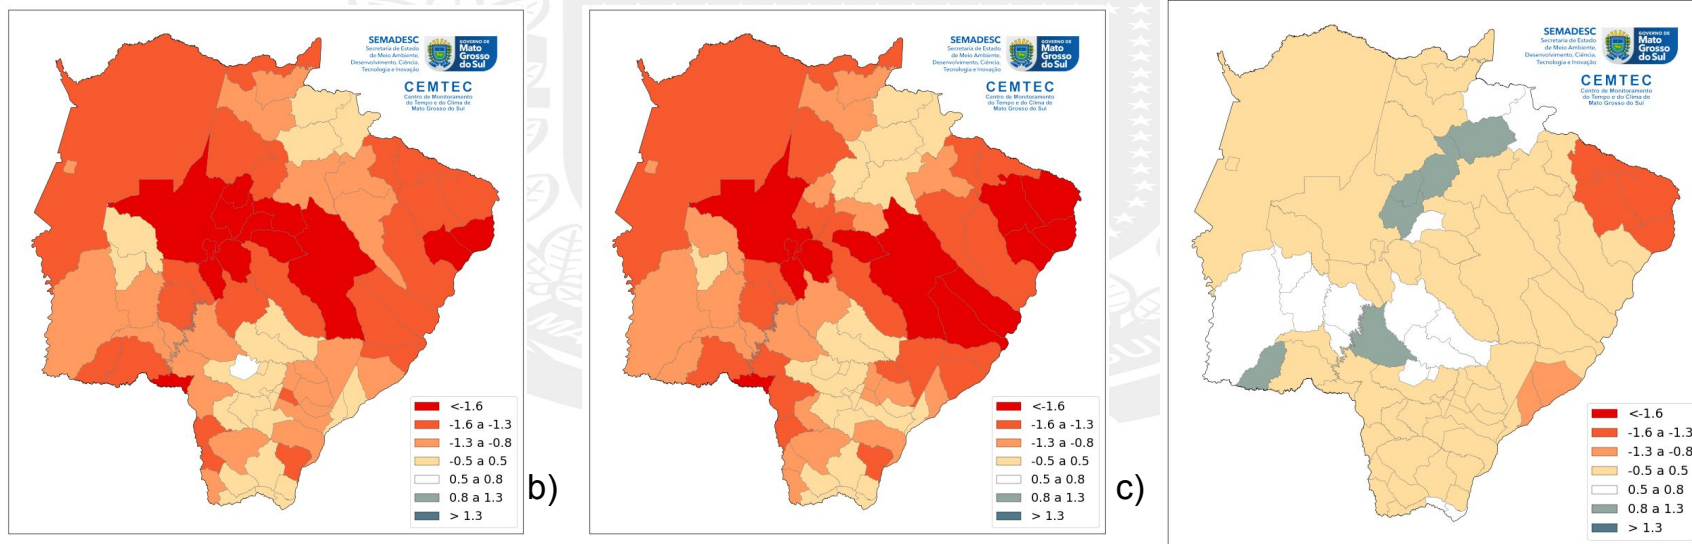 SEMADESC
Secretaria de Estado
de Meio Ambiente,
Desenvolvimento, Ciência,
Tecnologia e Inovação
GOVERNO DE
Mato
Grosso
do Sul
CEMTEC
Centro de Monitoramento
do Tempo e do Clima de
Mato Grosso do Sul
<-1.6
-1.6 a -1.3
-1.3 a -0.8
-0.5 a 0.5
0.5 a 0.8
0.8 a 1.3
> 1.3
b)
SEMADESC
Secretaria de Estado
de Meio Ambiente,
Desenvolvimento, Ciência,
Tecnologia e Inovação
GOVERNO DE
Mato
Grosso
do Sul
CEMTEC
Centro de Monitoramento
do Tempo e do Clima de
Mato Grosso do Sul
<-1.6
-1.6 a -1.3
-1.3 a -0.8
-0.5 a 0.5
0.5 a 0.8
0.8 a 1.3
> 1.3
c)
SEMADESC
Secretaria de Estado
de Meio Ambiente,
Desenvolvimento, Ciência,
Tecnologia e Inovação
GOVERNO DE
Mato
Grosso
do Sul
CEMTEC
Centro de Monitoramento
do Tempo e do Clima de
Mato Grosso do Sul
<-1.6
-1.6 a -1.3
-1.3 a -0.8
-0.5 a 0.5
0.5 a 0.8
0.8 a 1.3
> 1.3